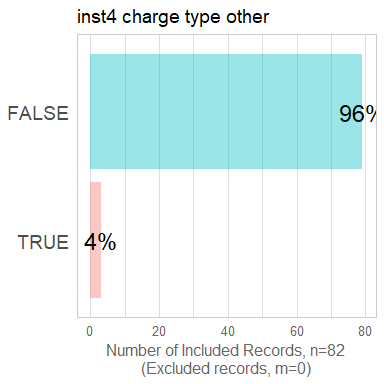 inst4 charge type other
FALSE
96%
TRUE
4%
0 20 40 60 80
Number of Included Records, n=82
(Excluded records, m=0)